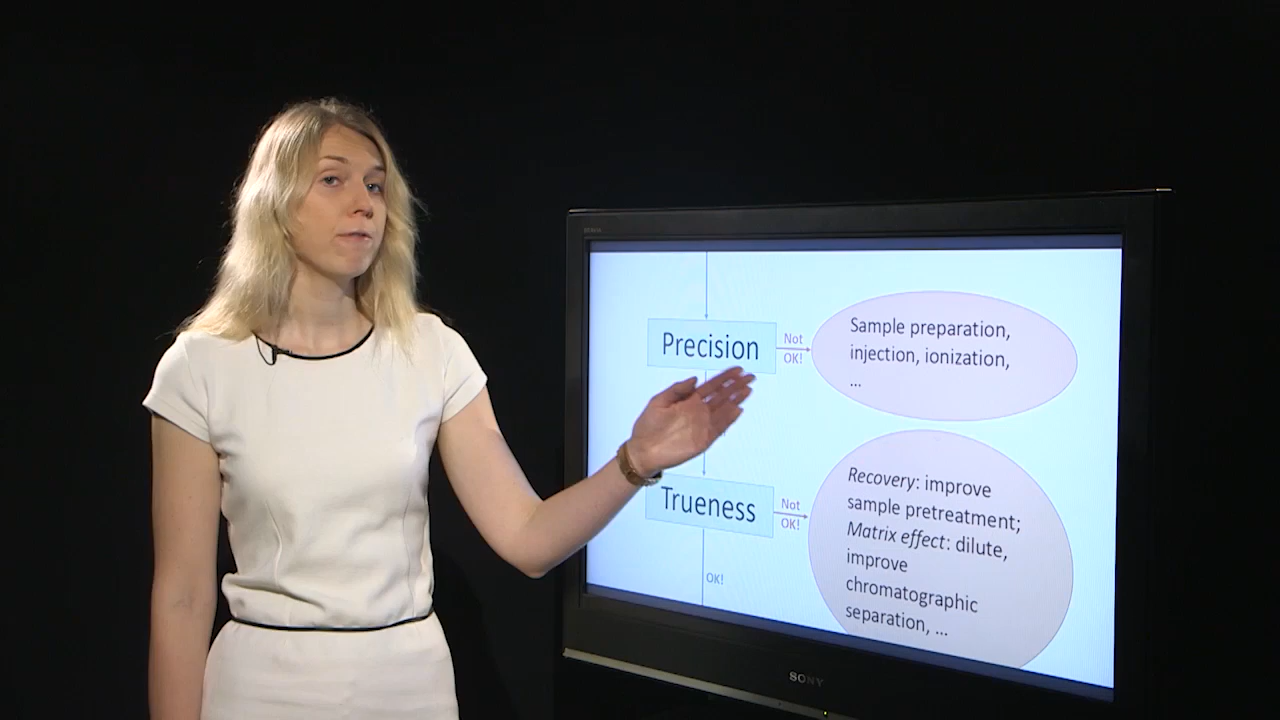 Precision
Not
OK!
Sample preparation,
injection, ionization,
...
Trueness
Not
OK!
Recovery: improve
sample pretreatment;
Matrix effect: dilute,
improve
chromatographic
separation, ...
OK!
SONY